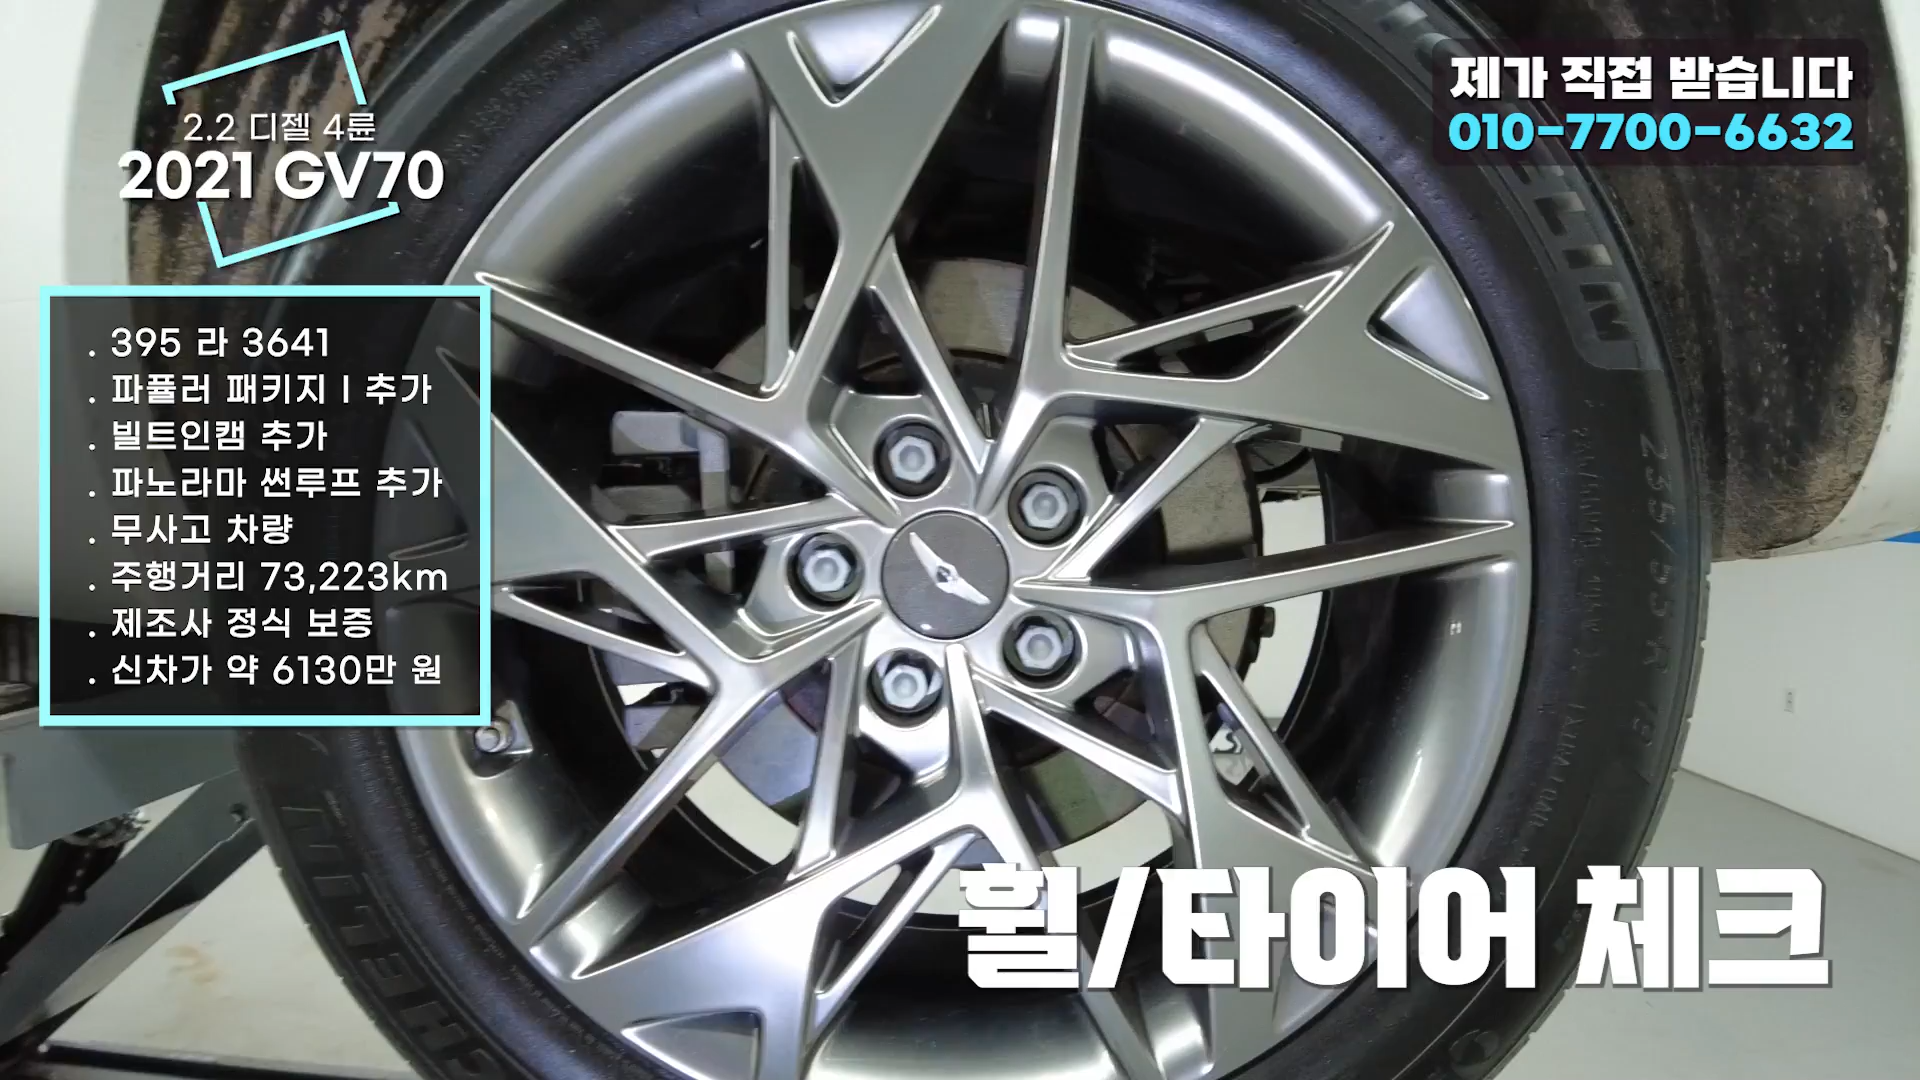 2.2 디젤 4륜
2021 GV70
제가 직접 받습니다
010-7700-6632
. 395 라 3641
. 파퓰러 패키지 I 추가
. 빌트인캠 추가
. 파노라마 썬루프 추가
. 무사고 차량
. 주행거리 73,223km
. 제조사 정식 보증
. 신차가 약 6130만 원
235/55 R 19
휠/타이어 체크